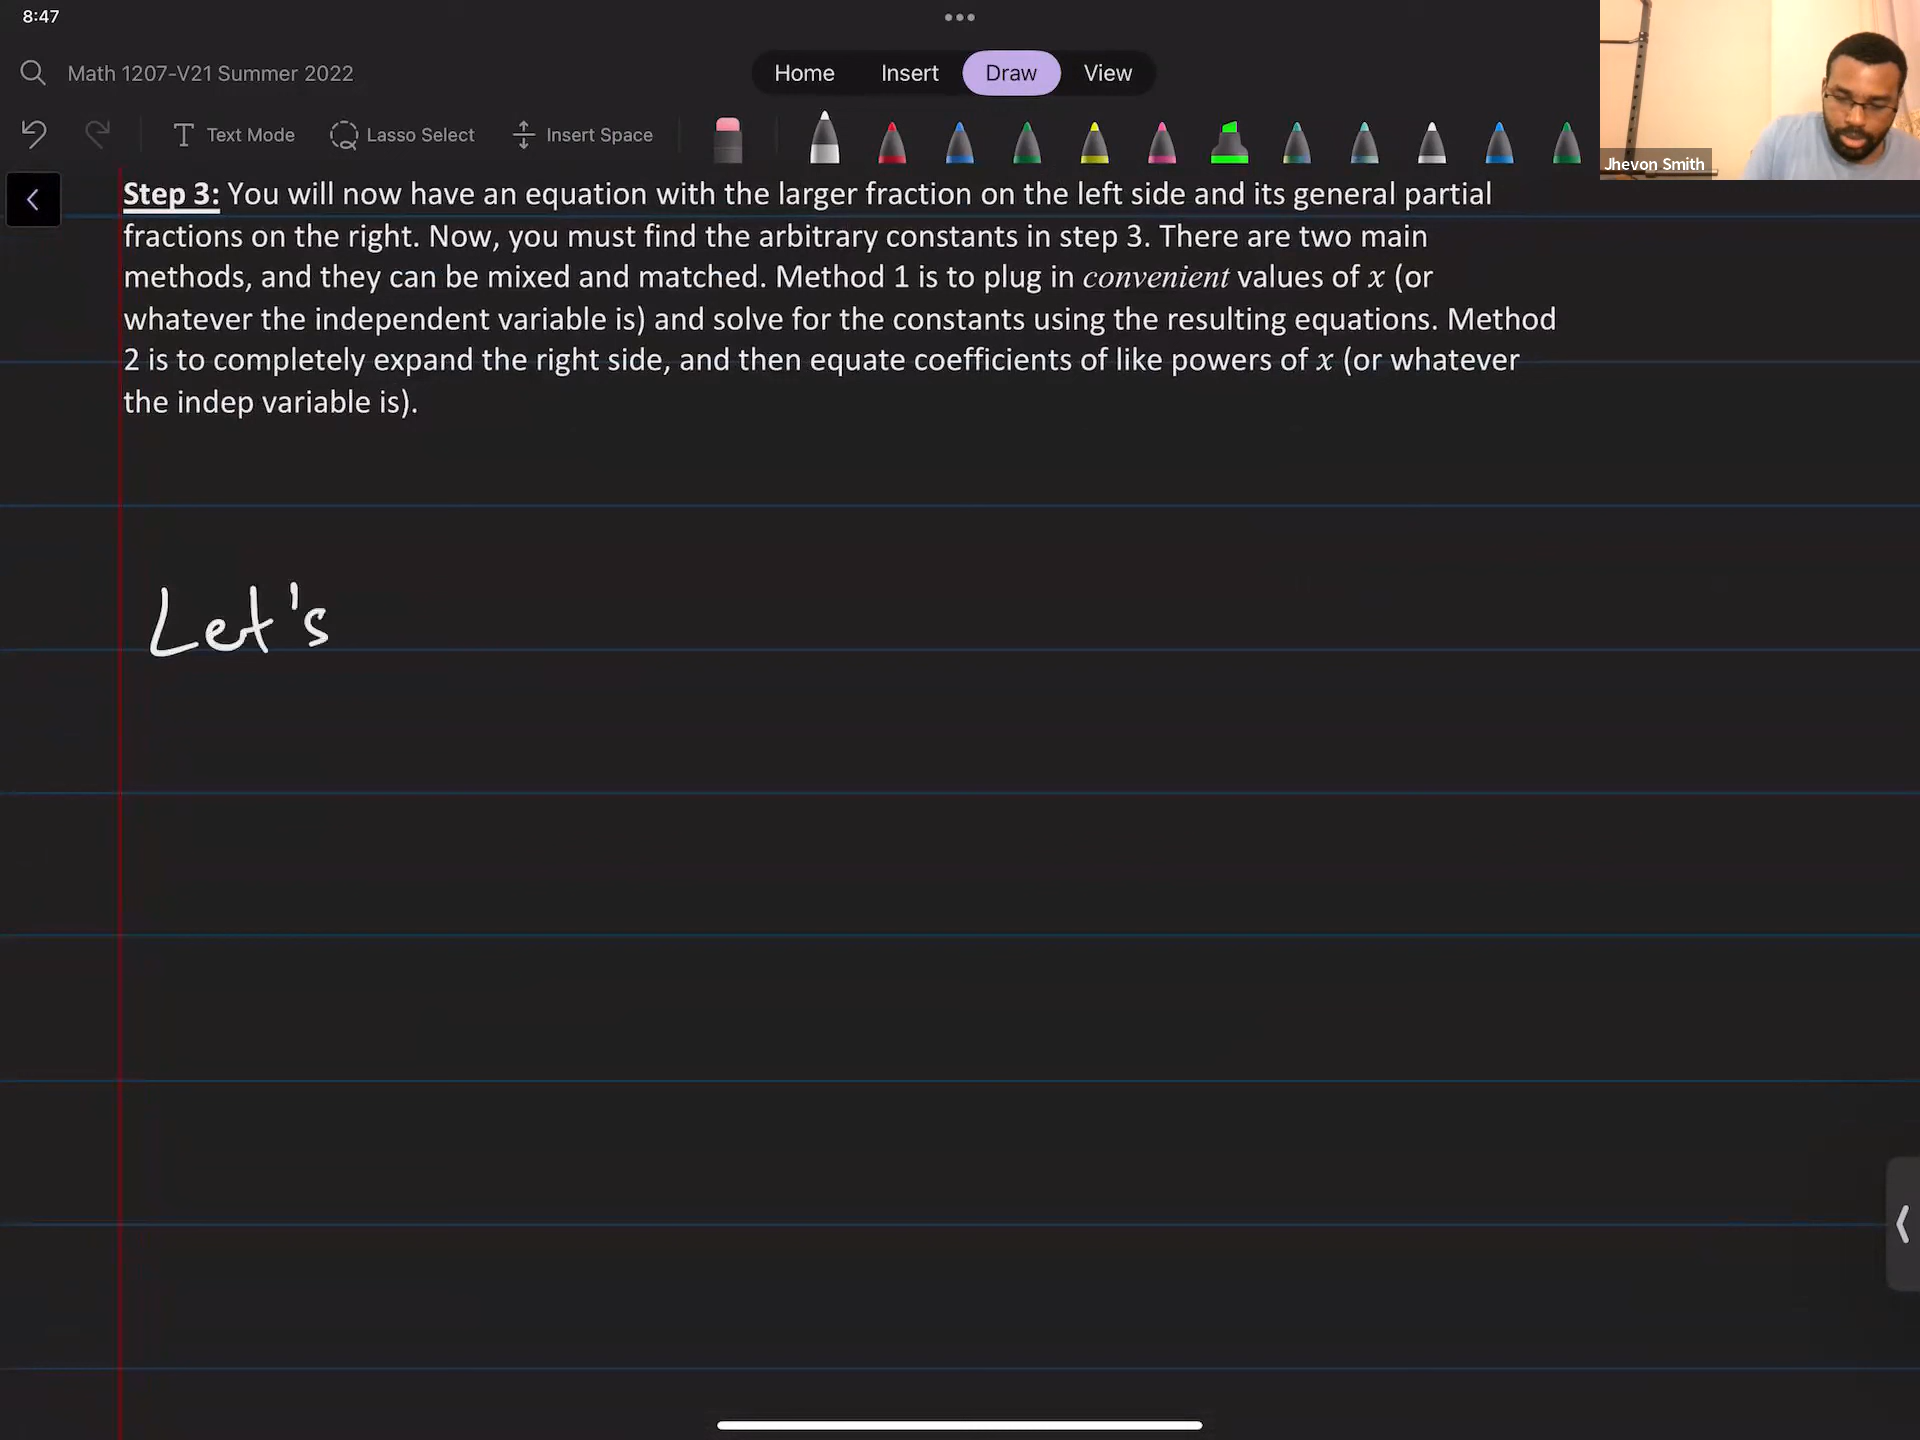 8:47
Math 1207-V21 Summer 2022
Home Insert Draw View
Text Mode Lasso Select Insert Space
Jhevon Smith
Step 3: You will now have an equation with the larger fraction on the left side and its general partial
fractions on the right. Now, you must find the arbitrary constants in step 3. There are two main
methods, and they can be mixed and matched. Method 1 is to plug in convenient values of x (or
whatever the independent variable is) and solve for the constants using the resulting equations. Method
2 is to completely expand the right side, and then equate coefficients of like powers of x (or whatever
the indep variable is).
Let's